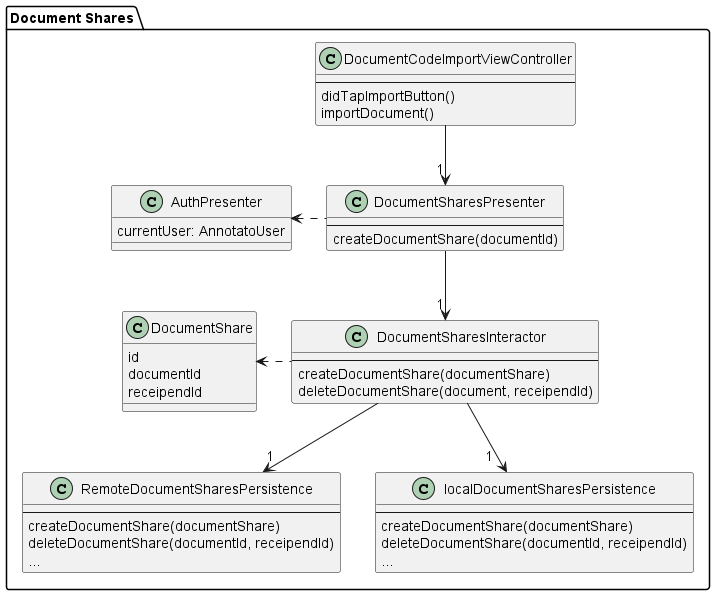 Document Shares
C DocumentCodeImportViewController
didTapImportButton()
importDocument()
1
C AuthPresenter
currentUser: AnnotatoUser
C DocumentSharesPresenter
createDocumentShare(documentId)
1
C DocumentShare
id
documentId
receipendId
C DocumentSharesInteractor
createDocumentShare(documentShare)
deleteDocumentShare(document, receipendId)
1
1
C RemoteDocumentSharesPersistence
createDocumentShare(documentShare)
deleteDocumentShare(documentId, receipendId)
...
C localDocumentSharesPersistence
createDocumentShare(documentShare)
deleteDocumentShare(documentId, receipendId)
...